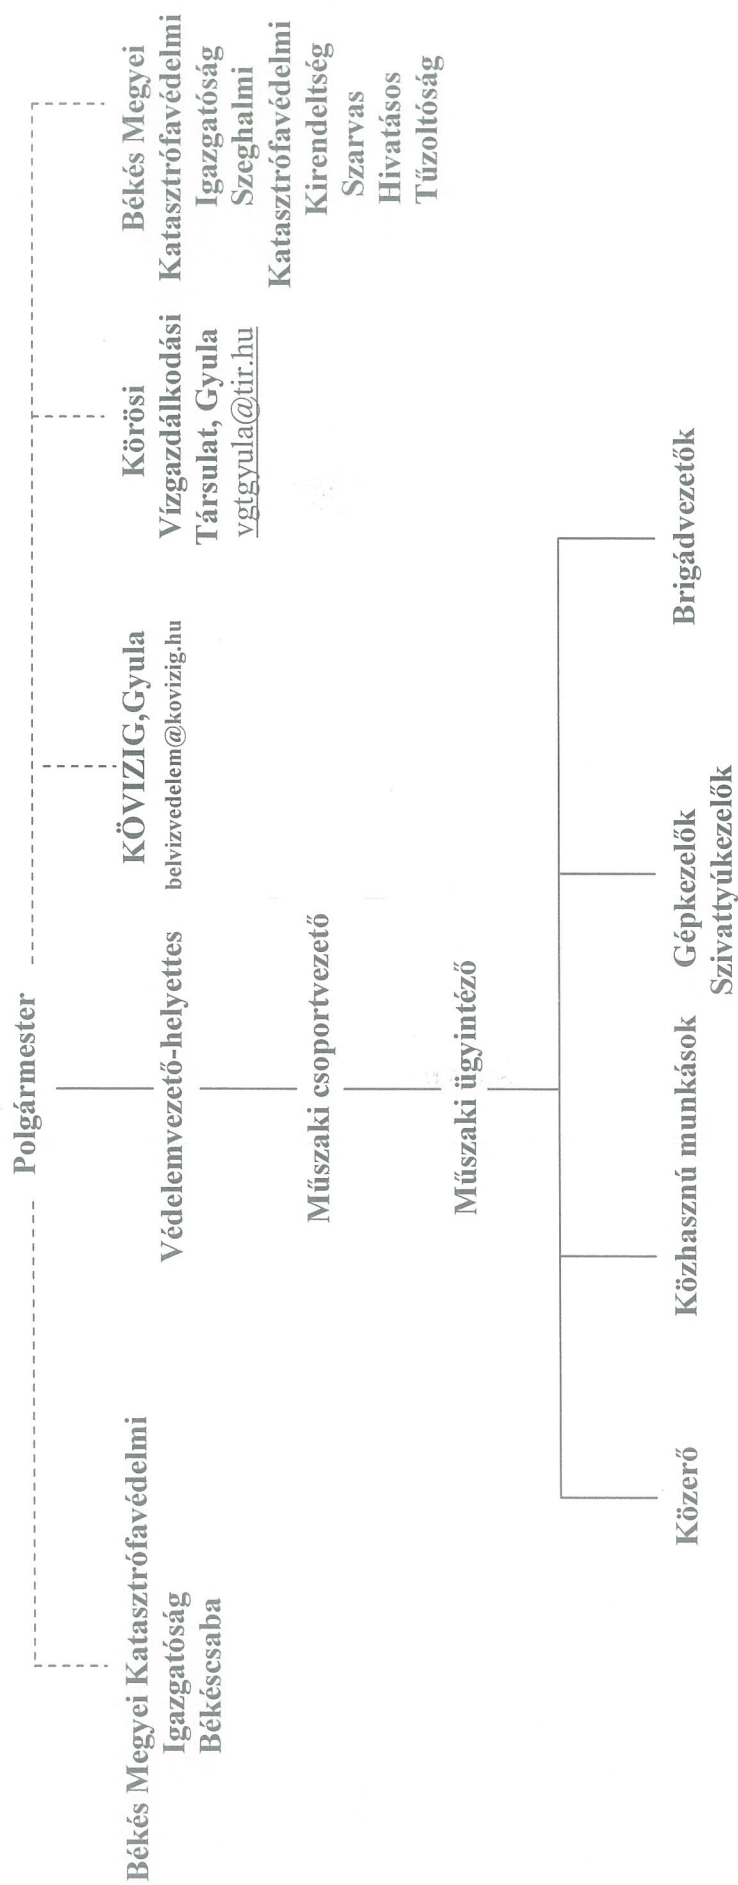 Polgármester
Békés Megyei Katasztrófavédelmi
Igazgatóság
Békéscsaba
Védelemvezető-helyettes
KÖVIZIG,Gyula
belvizvedelem@kovizig.hu
Körösi
Vízgazdálkodási
Társulat, Gyula
vgtgyula@tir.hu
Békés Megyei
Katasztrófavédelmi
Igazgatóság
Szeghalmi
Katasztrófavédelmi
Kirendeltség
Szarvas
Hivatásos
Tűzoltóság
Műszaki csoportvezető
Műszaki ügyintéző
Közerő
Közhasznú munkások
Gépkezelők
Szivattyúkezelők
Brigádvezetők